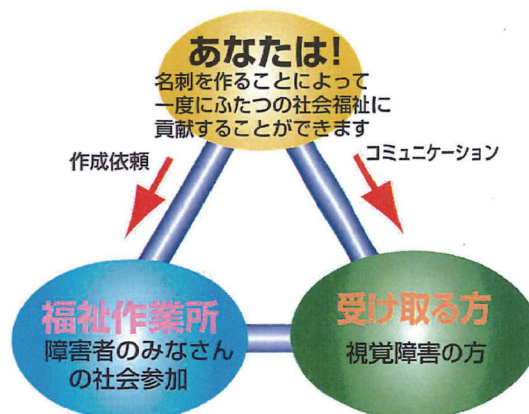 あなたは!
名刺を作ることによって
一度にふたつの社会福祉に
貢献することができます
作成依頼
コミュニケーション
福祉作業所
障害者のみなさん
の社会参加
受け取る方
視覚障害の方